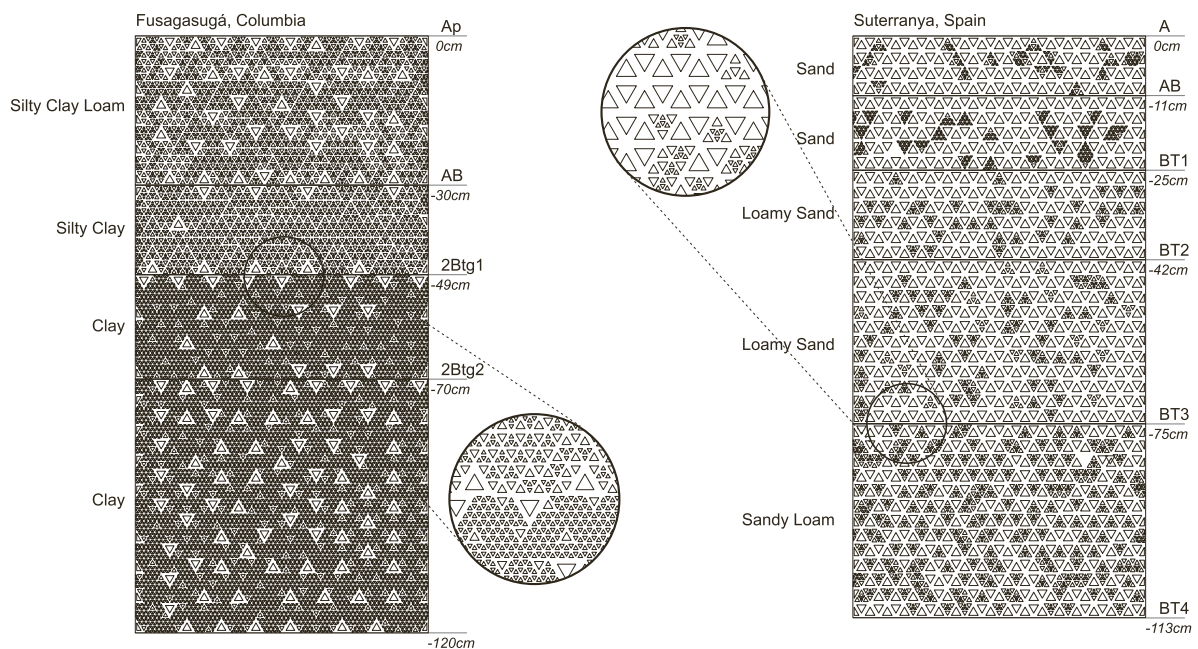 Fusagasugá, Columbia
Ap
0cm
Silty Clay Loam
AB
-30cm
Silty Clay
2Btg1
-49cm
Clay
2Btg2
-70cm
Clay
-120cm
Suterranya, Spain
A
0cm
Sand
AB
-11cm
Sand
BT1
-25cm
Loamy Sand
BT2
-42cm
Loamy Sand
BT3
-75cm
Sandy Loam
BT4
-113cm